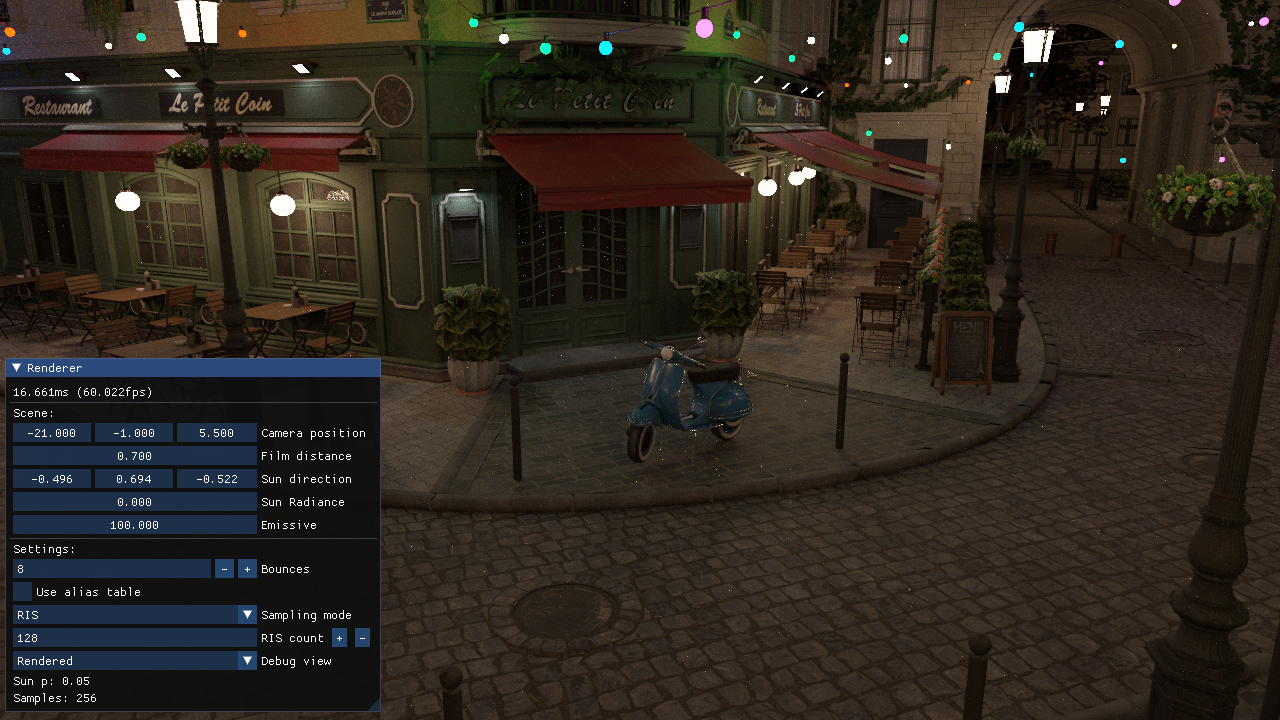 RUE
Restaurant
Le Petit Coin
Le Petit Coin
Restaurant
MENU
Renderer
16.661ms (60.022fps)
Scene:
-21.000 -1.000 5.500 Camera position
0.700 Film distance
-0.496 0.694 -0.522 Sun direction
0.000 Sun Radiance
100.000 Emissive
Settings:
8 - + Bounces
Use alias table
RIS Sampling mode
128 RIS count + -
Rendered Debug view
Sun p: 0.05
Samples: 256